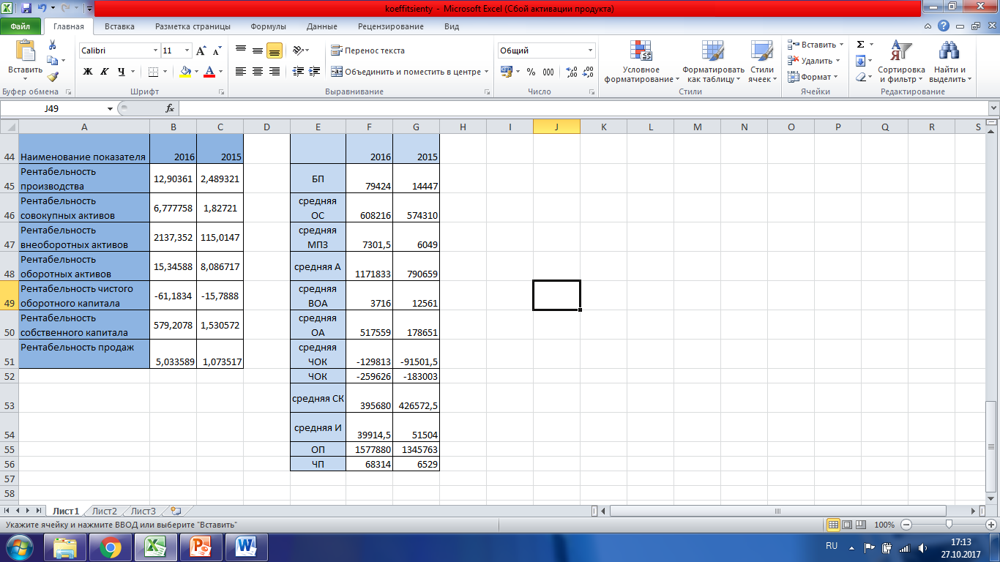 koeffitsienty - Microsoft Excel (Сбой активации продукта)
Файл Главная Вставка Разметка страницы Формулы Данные Рецензирование Вид
Вставить
Буфер обмена
Calibri 11
Ж К Ч
Шрифт
Перенос текста
Объединить и поместить в центре
Выравнивание
Общий
% 000
Число
Условное форматирование
Форматировать как таблицу
Стили ячеек
Стили
Вставить
Удалить
Формат
Ячейки
Σ
Сортировка и фильтр
Найти и выделить
Редактирование
J49 fx
A B C D E F G H I J K L M N O P Q R S
44 Наименование показателя 2016 2015 2016 2015
45 Рентабельность производства 12,90361 2,489321 БП 79424 14447
46 Рентабельность совокупных активов 6,777758 1,82721 средняя ОС 608216 574310
47 Рентабельность внеоборотных активов 2137,352 115,0147 средняя МПЗ 7301,5 6049
48 Рентабельность оборотных активов 15,34588 8,086717 средняя А 1171833 790659
49 Рентабельность чистого оборотного капитала -61,1834 -15,7888 средняя ВОА 3716 12561
50 Рентабельность собственного капитала 579,2078 1,530572 средняя ОА 517559 178651
51 Рентабельность продаж 5,033589 1,073517 средняя ЧОК -129813 -91501,5
52 ЧОК -259626 -183003
53 средняя СК 395680 426572,5
54 средняя И 39914,5 51504
55 ОП 1577880 1345763
56 ЧП 68314 6529
57
58
Лист1 Лист2 Лист3
Укажите ячейку и нажмите ВВОД или выберите "Вставить" 100%
RU 17:13
27.10.2017